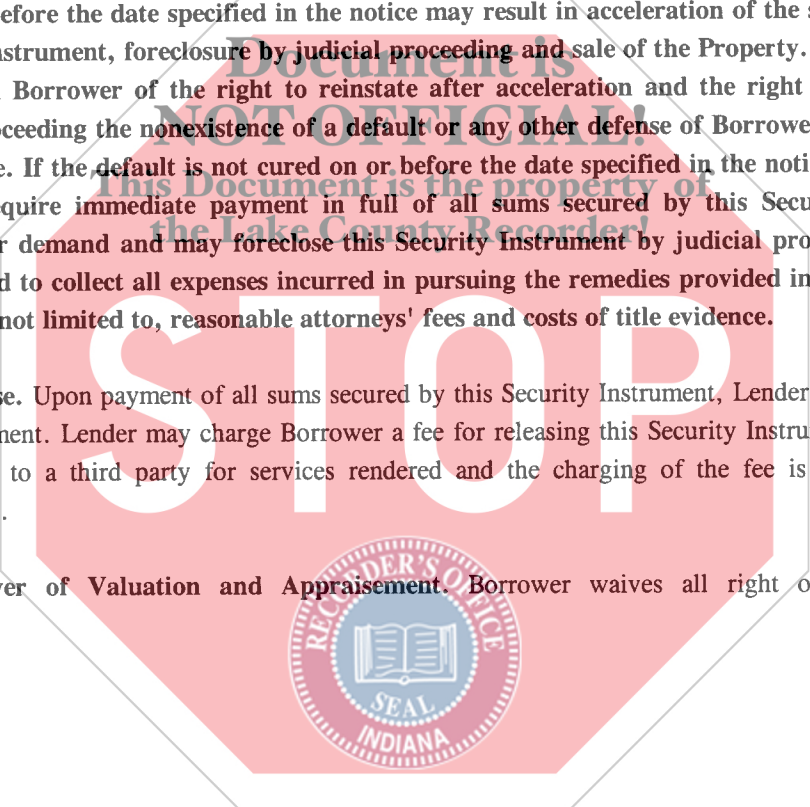 efore the date specified in the notice may result in acceleration of the
nstrument, foreclosure by judicial proceeding and sale of the Property.
Document is
Borrower of the right to reinstate after acceleration and the right
NOT OFFICIAL!
ceeding the nonexistence of a default or any other defense of Borrowe
e. If the default is not cured on or before the date specified in the noti
This Document is the property of
quire immediate payment in full of all sums secured by this Secu
the Lake County Recorder!
r demand and may foreclose this Security Instrument by judicial pro
d to collect all expenses incurred in pursuing the remedies provided in
not limited to, reasonable attorneys' fees and costs of title evidence.
STOP
se. Upon payment of all sums secured by this Security Instrument, Lender
nent. Lender may charge Borrower a fee for releasing this Security Instru
to a third party for services rendered and the charging of the fee is
.
ver of Valuation and Appraisement. Borrower waives all right o
RECORDER'S OFFICE
SEAL
INDIANA